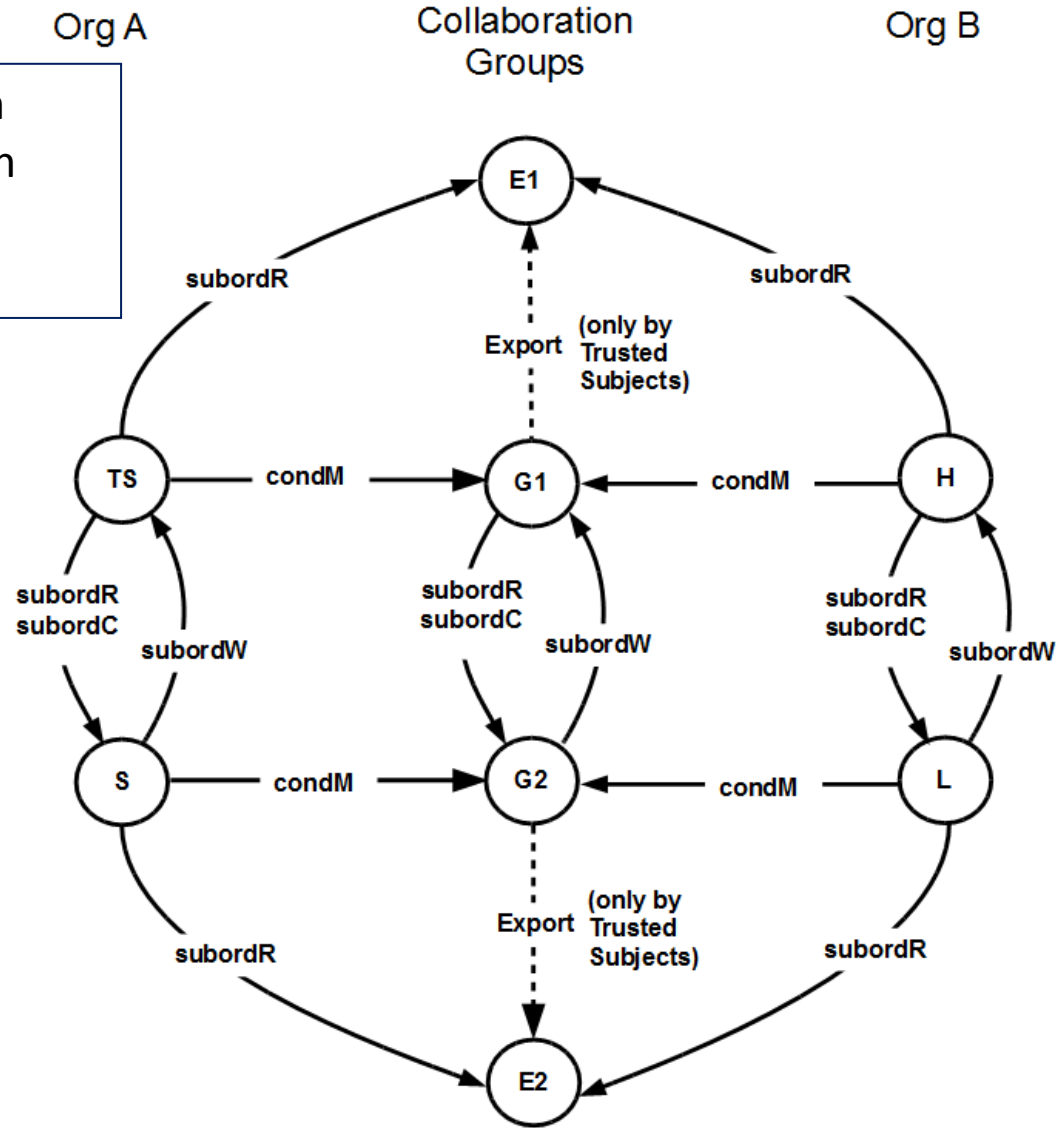 Org A
Collaboration
Groups
Org B
E1
subordR
subordR
Export
(only by
Trusted
Subjects)
TS
condM
G1
condM
H
subordR
subordC
subordW
subordR
subordC
subordW
subordR
subordC
subordW
S
condM
G2
condM
L
Export
(only by
Trusted
Subjects)
subordR
subordR
E2